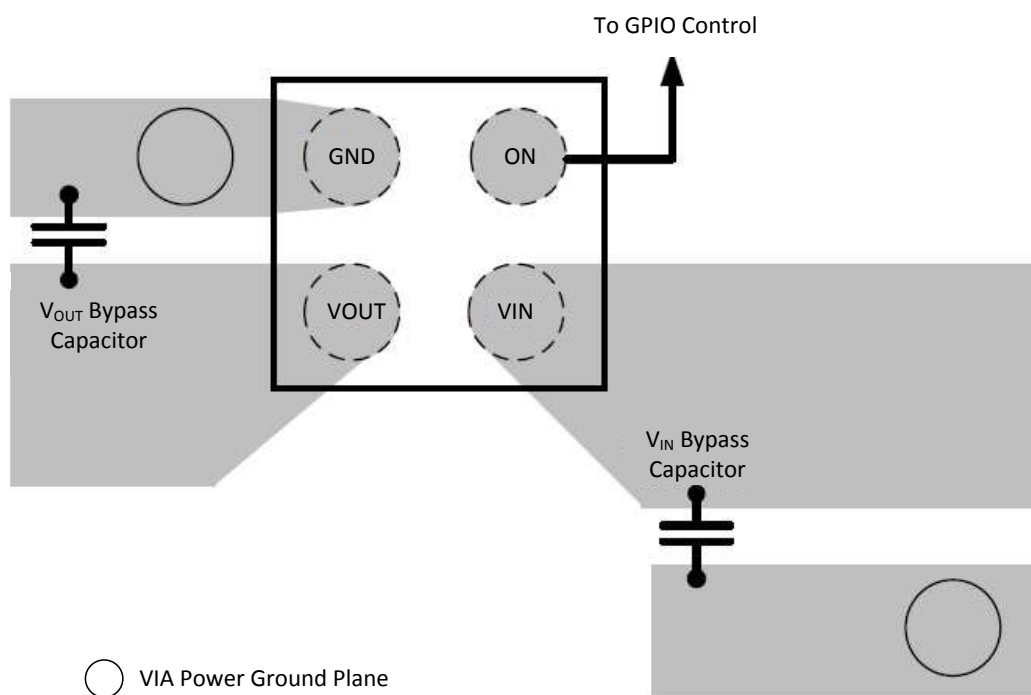 To GPIO Control
GND
ON
VOUT
VIN
VOUT Bypass
Capacitor
VIN Bypass
Capacitor
VIA Power Ground Plane